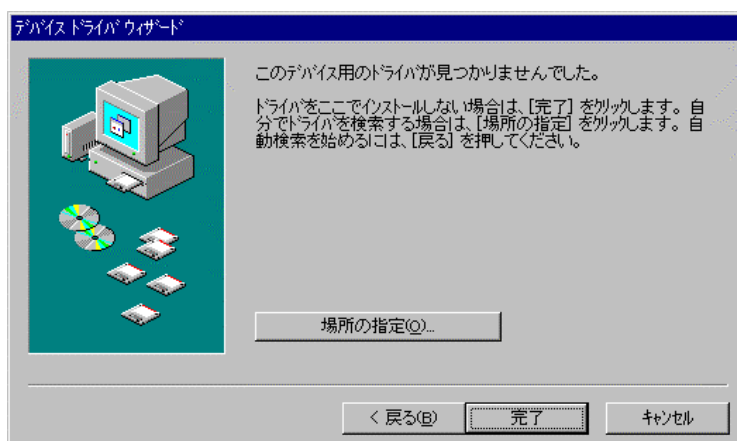 ﾃﾞﾊﾞｲｽ ﾄﾞﾗｲﾊﾞ ｳｨｻﾞｰﾄﾞ
このﾃﾞﾊﾞｲｽ用のﾄﾞﾗｲﾊﾞが見つかりませんでした。
ﾄﾞﾗｲﾊﾞをここでｲﾝｽﾄｰﾙしない場合は、[完了] をｸﾘｯｸします。自
分でﾄﾞﾗｲﾊﾞを検索する場合は、[場所の指定] をｸﾘｯｸします。自
動検索を始めるには、[戻る] を押してください。
場所の指定(O)...
< 戻る(B)
完了
ｷｬﾝｾﾙ